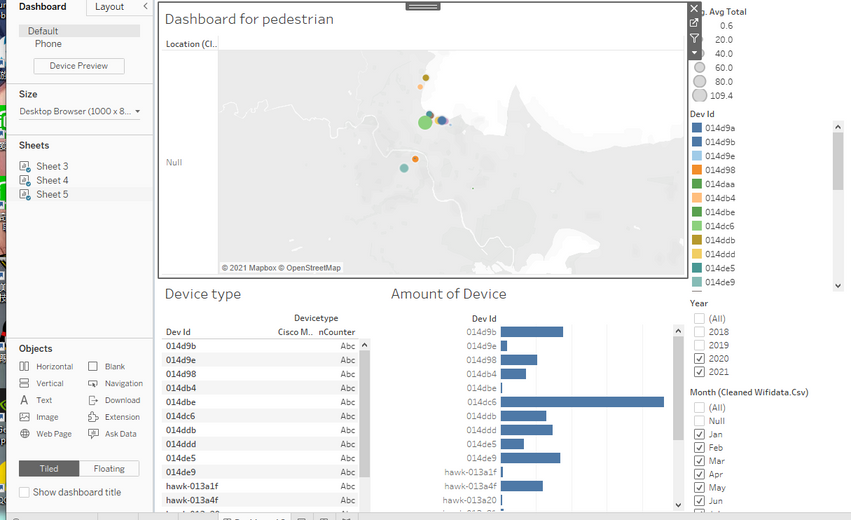 Dashboard
Layout
Default
Phone
Device Preview
Size
Desktop Browser (1000 x 8...
Sheets
Sheet 3
Sheet 4
Sheet 5
Objects
Horizontal
Blank
Vertical
Navigation
Text
Download
Image
Extension
Web Page
Ask Data
Tiled
Floating
Show dashboard title
Dashboard for pedestrian
Location (Cl..
Null
© 2021 Mapbox © OpenStreetMap
Device type
Devicetype
Dev Id
Cisco M.. nCounter
014d9b Abc
014d9e Abc
014d98 Abc
014db4 Abc
014dbe Abc
014dc6 Abc
014ddb Abc
014ddd Abc
014de5 Abc
014de9 Abc
hawk-013a1f Abc
hawk-013a4f Abc
Amount of Device
Dev Id
014d9b
014d9e
014d98
014db4
014dbe
014dc6
014ddb
014ddd
014de5
014de9
hawk-013a1f
hawk-013a4f
hawk-013a20
g. Avg Total
0.6
20.0
40.0
60.0
80.0
109.4
Dev Id
014d9a
014d9b
014d9e
014d98
014daa
014db4
014dbe
014dc6
014ddb
014ddd
014de5
014de9
Year
(All)
2018
2019
2020
2021
Month (Cleaned Wifidata.Csv)
(All)
Null
Jan
Feb
Mar
Apr
May
Jun